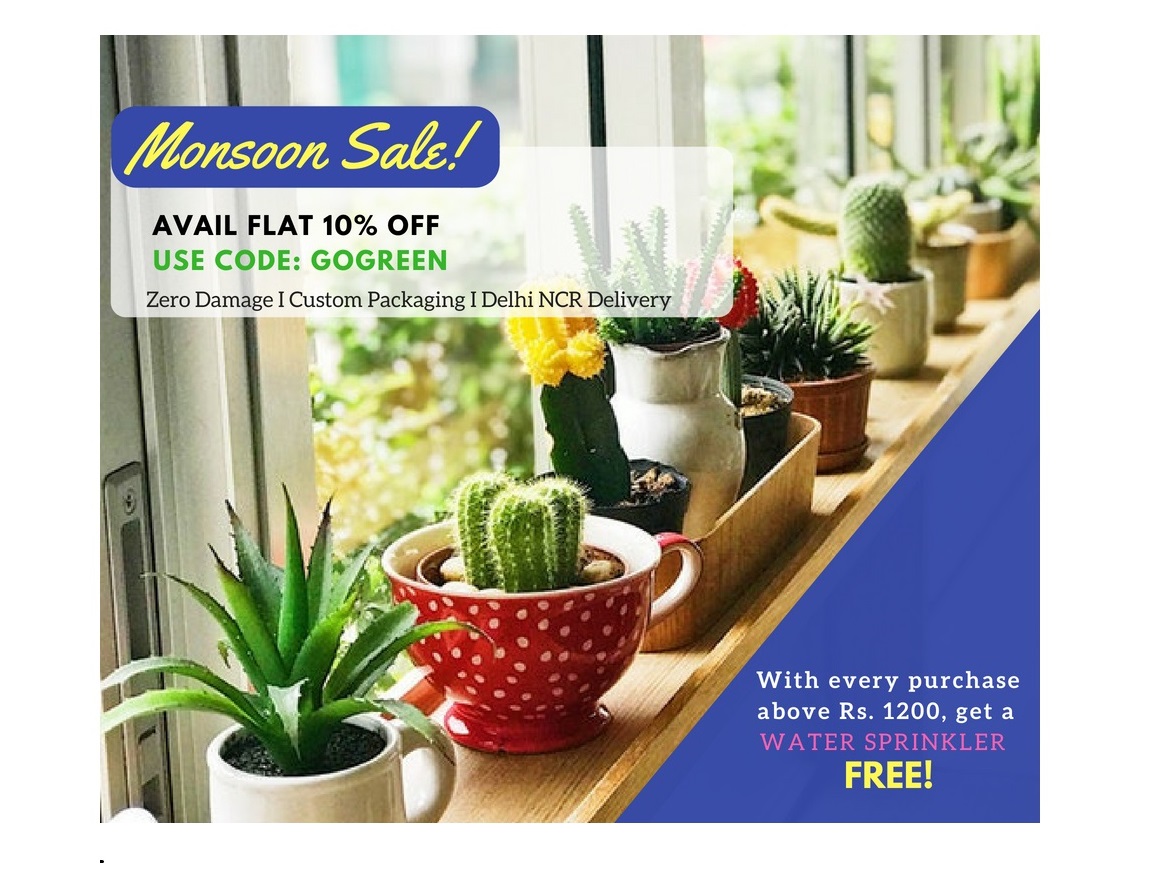 Monsoon Sale!
AVAIL FLAT 10% OFF
USE CODE: GOGREEN
Zero Damage I Custom Packaging I Delhi NCR Delivery
With every purchase
above Rs. 1200, get a
WATER SPRINKLER
FREE!